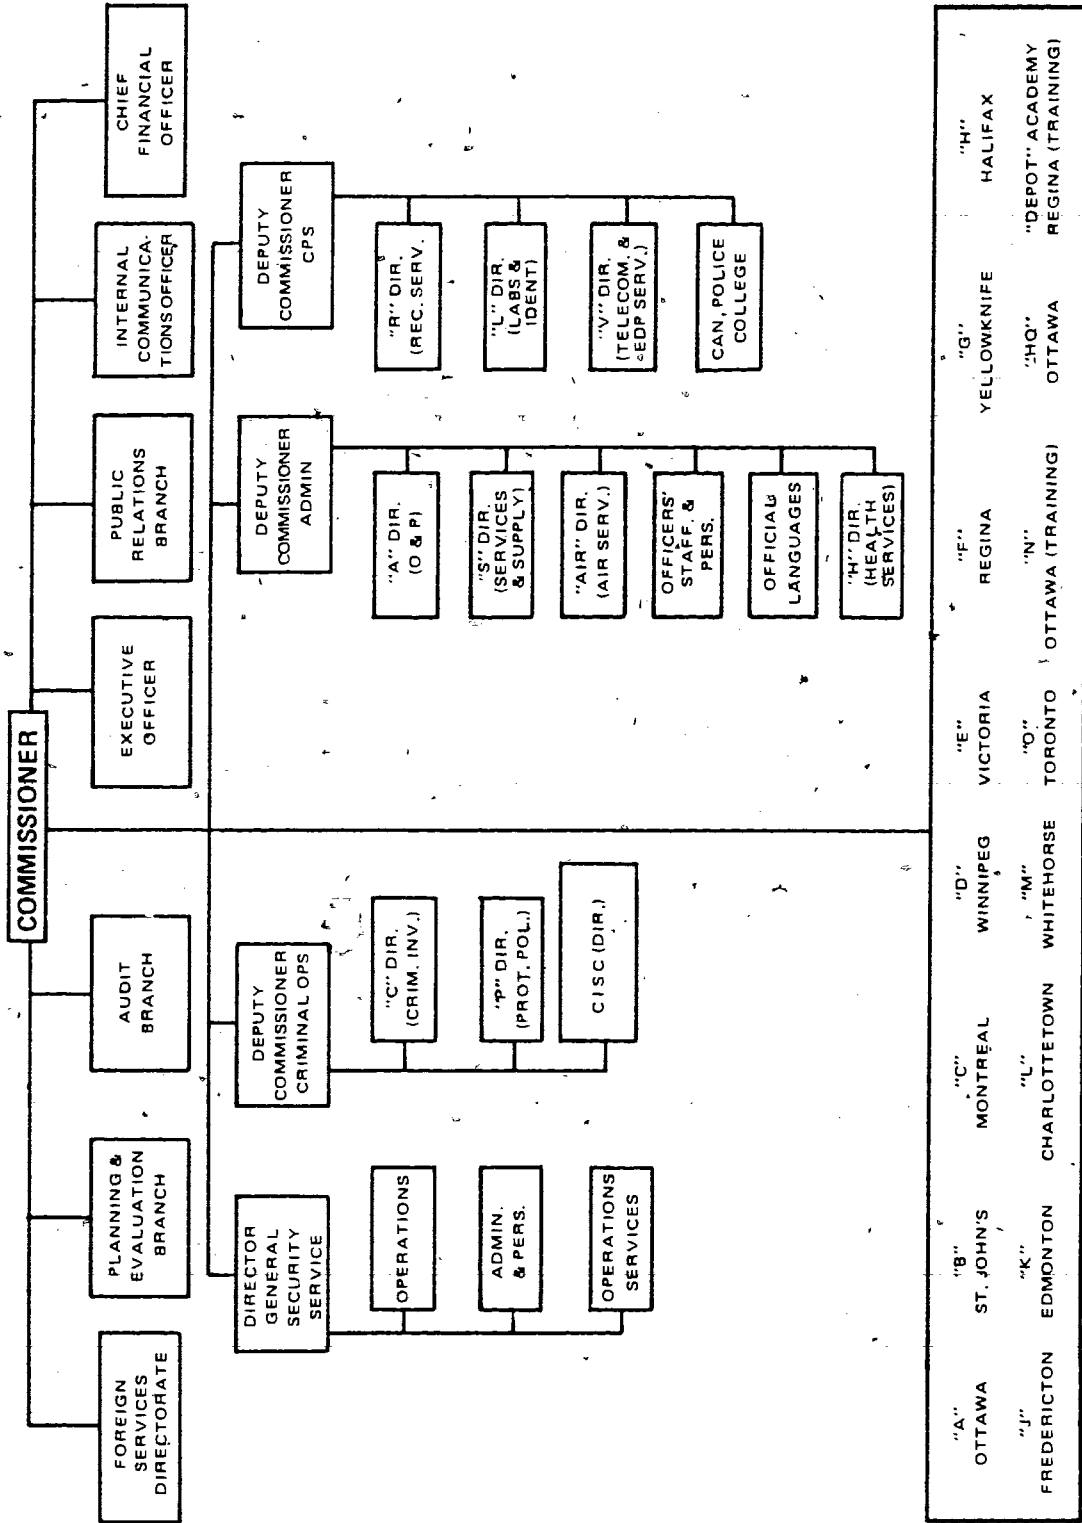 COMMISSIONER
FOREIGN
SERVICES
DIRECTORATE
PLANNING &
EVALUATION
BRANCH
AUDIT
BRANCH
EXECUTIVE
OFFICER
PUBLIC
RELATIONS
BRANCH
INTERNAL
COMMUNICA-
TIONS OFFICER
CHIEF
FINANCIAL
OFFICER
DIRECTOR
GENERAL
SECURITY
SERVICE
OPERATIONS
ADMIN.
& PERS.
OPERATIONS
SERVICES
DEPUTY
COMMISSIONER
CRIMINAL OPS
"C" DIR.
(CRIM. INV.)
"P" DIR.
(PROT. POL.)
CISC (DIR.)
DEPUTY
COMMISSIONER
ADMIN
"A" DIR.
(O & P)
"S" DIR.
(SERVICES
& SUPPLY)
"AIR" DIR.
(AIR SERV.)
OFFICERS'
STAFF. &
PERS.
OFFICIAL
LANGUAGES
"H" DIR.
(HEALTH
SERVICES)
DEPUTY
COMMISSIONER
CPS
"R" DIR.
(REC. SERV.)
"L" DIR.
(LABS &
IDENT)
"V" DIR.
(TELECOM. &
EDP SERV.)
CAN. POLICE
COLLEGE
"A" "B" "C" "D" "E" "F" "G" "H"
OTTAWA ST. JOHN'S MONTREAL WINNIPEG VICTORIA REGINA YELLOWKNIFE HALIFAX
"J" "K" "L" "M" "O" "N" "HQ" "DEPOT" ACADEMY
FREDERICTON EDMONTON CHARLOTTETOWN WHITEHORSE TORONTO OTTAWA (TRAINING) OTTAWA REGINA (TRAINING)